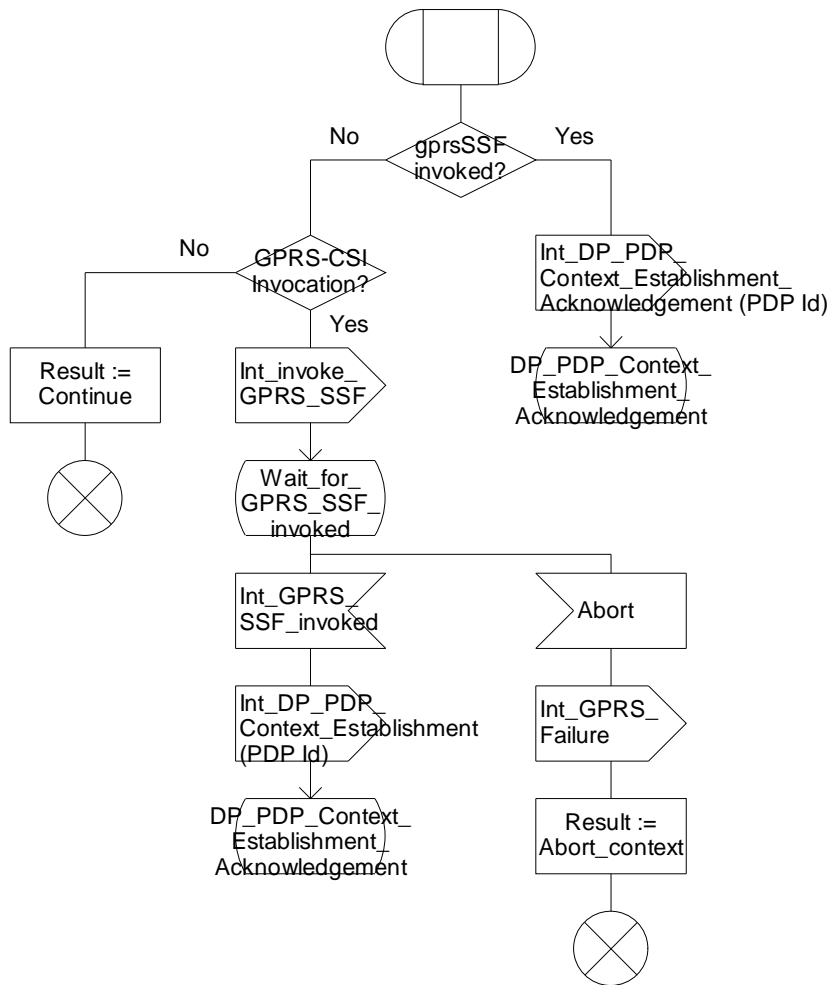 No
gprsSSF
invoked?
Yes
No
GPRS-CSI
Invocation?
Yes
Int_DP_PDP_
Context_Establishment_
Acknowledgement (PDP Id)
Result :=
Continue
Int_invoke_
GPRS_SSF
DP_PDP_Context_
Establishment_
Acknowledgement
Wait_for_
GPRS_SSF_
invoked
Int_GPRS_
SSF_invoked
Abort
Int_DP_PDP_
Context_Establishment
(PDP Id)
Int_GPRS_
Failure
DP_PDP_Context_
Establishment_
Acknowledgement
Result :=
Abort_context